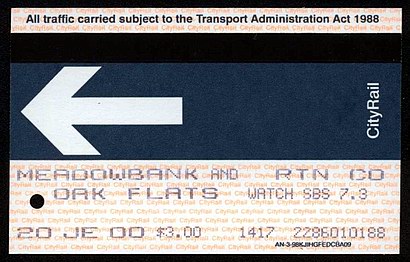 All traffic carried subject to the Transport Administration Act 1988
CityRail
MEADOWBANK AND RTN CO
OAK FLATS WATCH SBS 7.3
20 JE 00 $3.00 1417 2286010188
AN-3-98KJIHGFEDCBA09